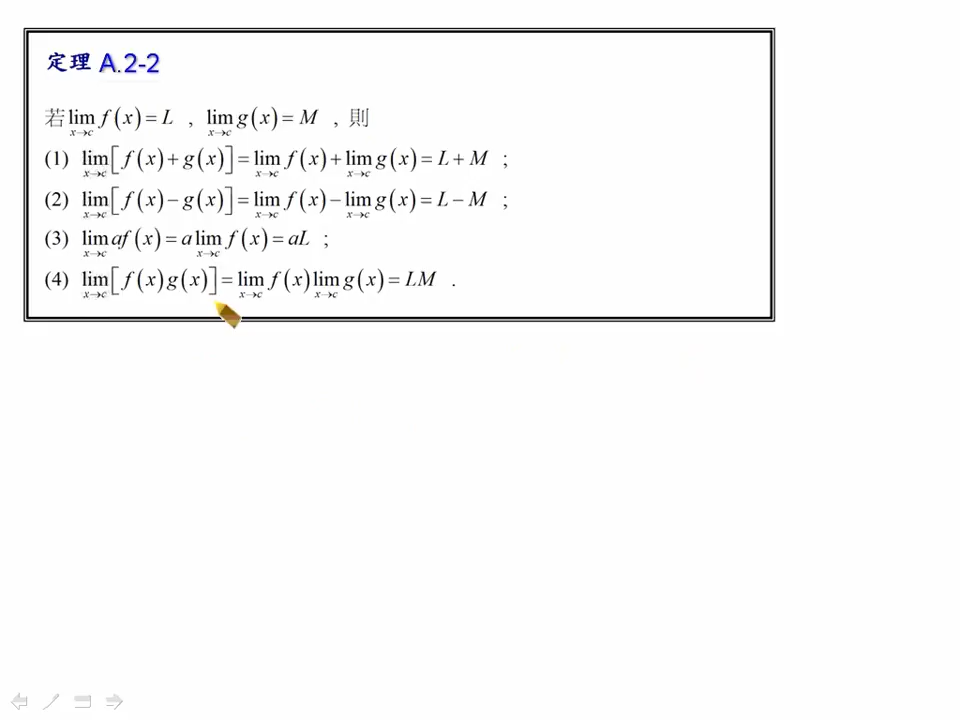 定理 A.2-2
若 lim_{x→c} f(x) = L , lim_{x→c} g(x) = M , 則
(1) lim_{x→c} [f(x) + g(x)] = lim_{x→c} f(x) + lim_{x→c} g(x) = L + M ;
(2) lim_{x→c} [f(x) − g(x)] = lim_{x→c} f(x) − lim_{x→c} g(x) = L − M ;
(3) lim_{x→c} af(x) = a lim_{x→c} f(x) = aL ;
(4) lim_{x→c} [f(x)g(x)] = lim_{x→c} f(x) lim_{x→c} g(x) = LM .